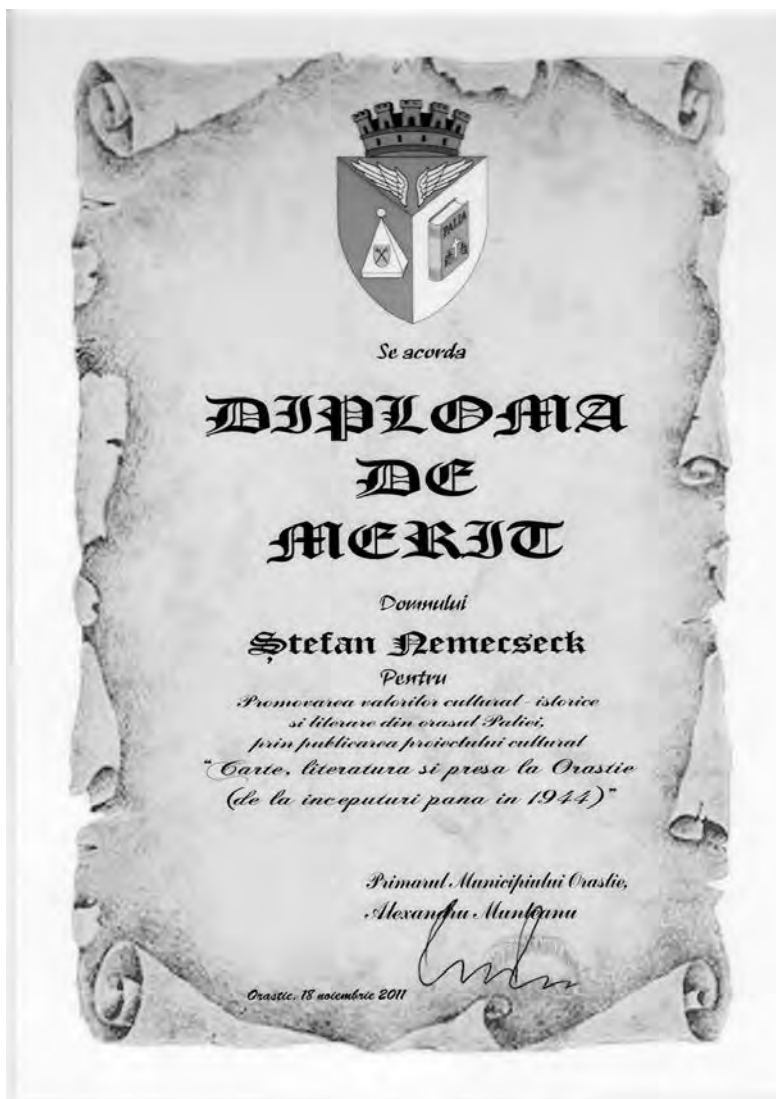 PALIA
Se acorda
DIPLOMA
DE
MERIT
Domnului
Ștefan Nemecseck
Pentru
Promovarea valorilor cultural - istorice
si literare din orasul Paliei,
prin publicarea proiectului cultural
"Carte, literatura si presa la Orastie
(de la inceputuri pana in 1944)"
Primarul Municipiului Orastie,
Alexandru Munteanu
Orastie, 18 noiembrie 2011